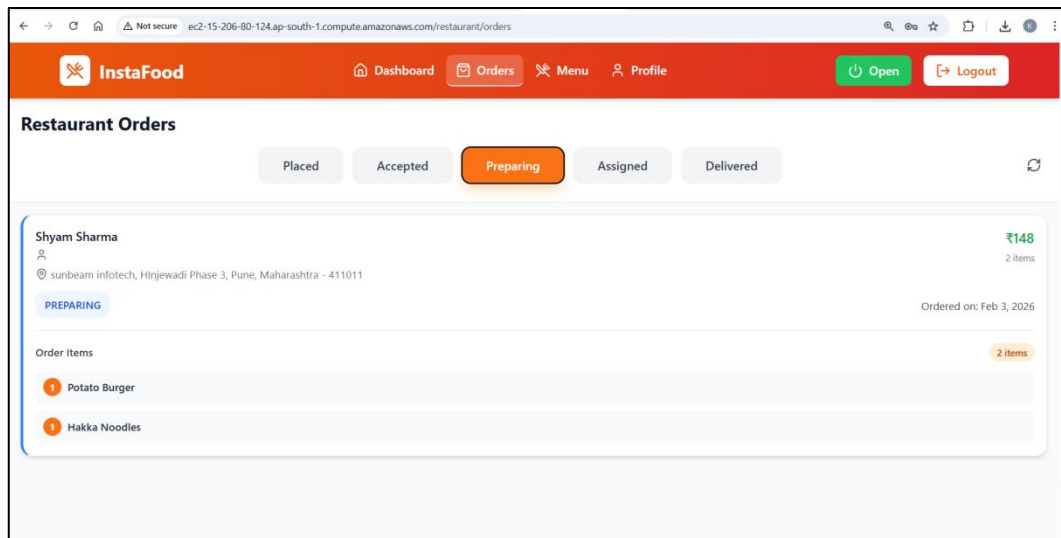 Not secure ec2-15-206-80-124.ap-south-1.compute.amazonaws.com/restaurant/orders K
InstaFood Dashboard Orders Menu Profile Open Logout
Restaurant Orders
Placed Accepted Preparing Assigned Delivered
Shyam Sharma ₹148
2 items
sunbeam infotech, HInjewadi Phase 3, Pune, Maharashtra - 411011
PREPARING Ordered on: Feb 3, 2026
Order Items 2 items
1 Potato Burger
1 Hakka Noodles